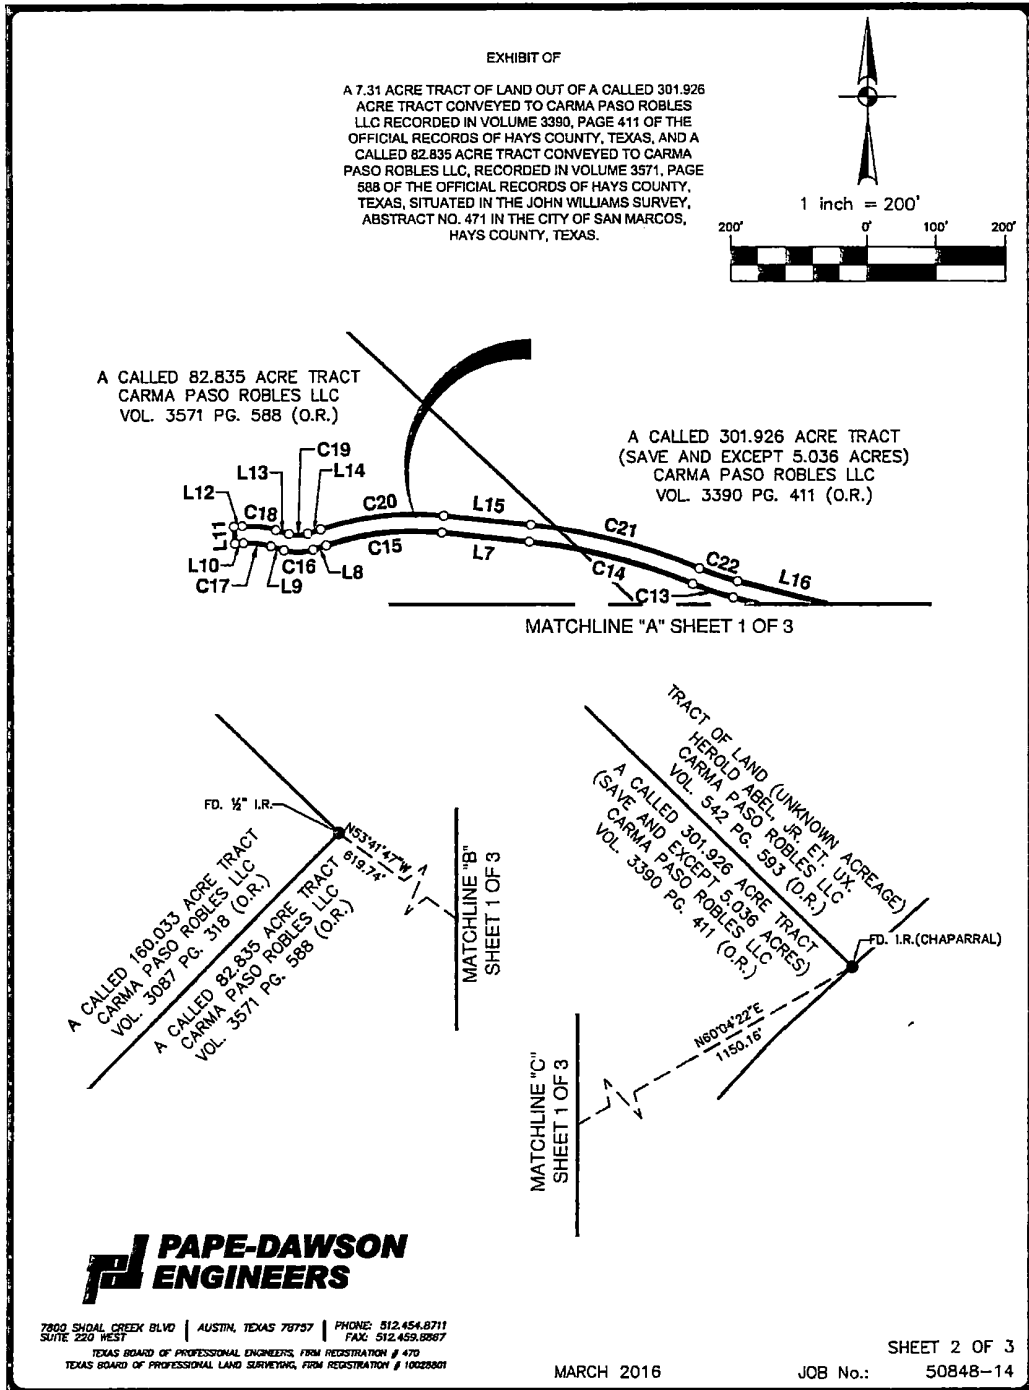 EXHIBIT OF
A 7.31 ACRE TRACT OF LAND OUT OF A CALLED 301.926
ACRE TRACT CONVEYED TO CARMA PASO ROBLES
LLC RECORDED IN VOLUME 3390, PAGE 411 OF THE
OFFICIAL RECORDS OF HAYS COUNTY, TEXAS, AND A
CALLED 82.835 ACRE TRACT CONVEYED TO CARMA
PASO ROBLES LLC, RECORDED IN VOLUME 3571, PAGE
588 OF THE OFFICIAL RECORDS OF HAYS COUNTY,
TEXAS, SITUATED IN THE JOHN WILLIAMS SURVEY,
ABSTRACT NO. 471 IN THE CITY OF SAN MARCOS,
HAYS COUNTY, TEXAS.
1 inch = 200'
200' 0' 100' 200'
A CALLED 82.835 ACRE TRACT
CARMA PASO ROBLES LLC
VOL. 3571 PG. 588 (O.R.)
A CALLED 301.926 ACRE TRACT
(SAVE AND EXCEPT 5.036 ACRES)
CARMA PASO ROBLES LLC
VOL. 3390 PG. 411 (O.R.)
C19
L13 L14
L12 C18 C20 L15 C21
L11 C22 L16
L10 C17 L9 C16 L8 C15 L7 C14 C13
MATCHLINE "A" SHEET 1 OF 3
FD. ½" I.R.
N53°41'47"W
619.74'
A CALLED 160.033 ACRE TRACT
CARMA PASO ROBLES LLC
VOL. 3087 PG. 318 (O.R.)
A CALLED 82.835 ACRE TRACT
CARMA PASO ROBLES LLC
VOL. 3571 PG. 588 (O.R.)
MATCHLINE "B"
SHEET 1 OF 3
TRACT OF LAND (UNKNOWN ACREAGE)
HEROLD ABEL, JR. ET. UX.
CARMA PASO ROBLES LLC
VOL. 542 PG. 593 (D.R.)
A CALLED 301.926 ACRE TRACT
(SAVE AND EXCEPT 5.036 ACRES)
CARMA PASO ROBLES LLC
VOL. 3390 PG. 411 (O.R.)
FD. I.R.(CHAPARRAL)
N60°04'22"E
1150.16'
MATCHLINE "C"
SHEET 1 OF 3
PAPE-DAWSON
ENGINEERS
7800 SHOAL CREEK BLVD | AUSTIN, TEXAS 78757 | PHONE: 512.454.8711
SUITE 220 WEST FAX: 512.459.8867
TEXAS BOARD OF PROFESSIONAL ENGINEERS, FIRM REGISTRATION # 470
TEXAS BOARD OF PROFESSIONAL LAND SURVEYING, FIRM REGISTRATION # 10028801
MARCH 2016
SHEET 2 OF 3
JOB No.: 50848-14